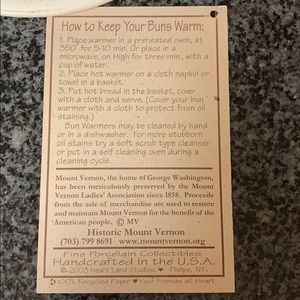 How to Keep Your Buns Warm:
1. Place warmer in a preheated oven, at
350° for 5-10 min. Or place in a
microwave, on High for three min., with a
cup of water.
2. Place hot warmer on a cloth napkin or
towel in a basket.
3. Put hot bread in the basket, cover
with a cloth and serve. (Cover your bun
warmer with a cloth to protect from oil
staining.)
Bun Warmers may be cleaned by
hand or in a dishwasher. For more stubborn
oil stains try a soft scrub type cleanser
or put in a self cleaning oven during a
cleaning cycle.
Mount Vernon, the home of George Washington,
has been meticulously preserved by the Mount
Vernon Ladies' Association since 1858. Proceeds
from the sale of merchandise are used to restore
and maintain Mount Vernon for the benefit of the
American people. © MV
Historic Mount Vernon
(703) 799 8691 www.mountvernon.org
Fine Porcelain Collectibles
Handcrafted in the U.S.A.
© 2003 Heart Land Studios, ♥ Phelps, NY
100% Recycled Paper ♥ Your Friends at Heart